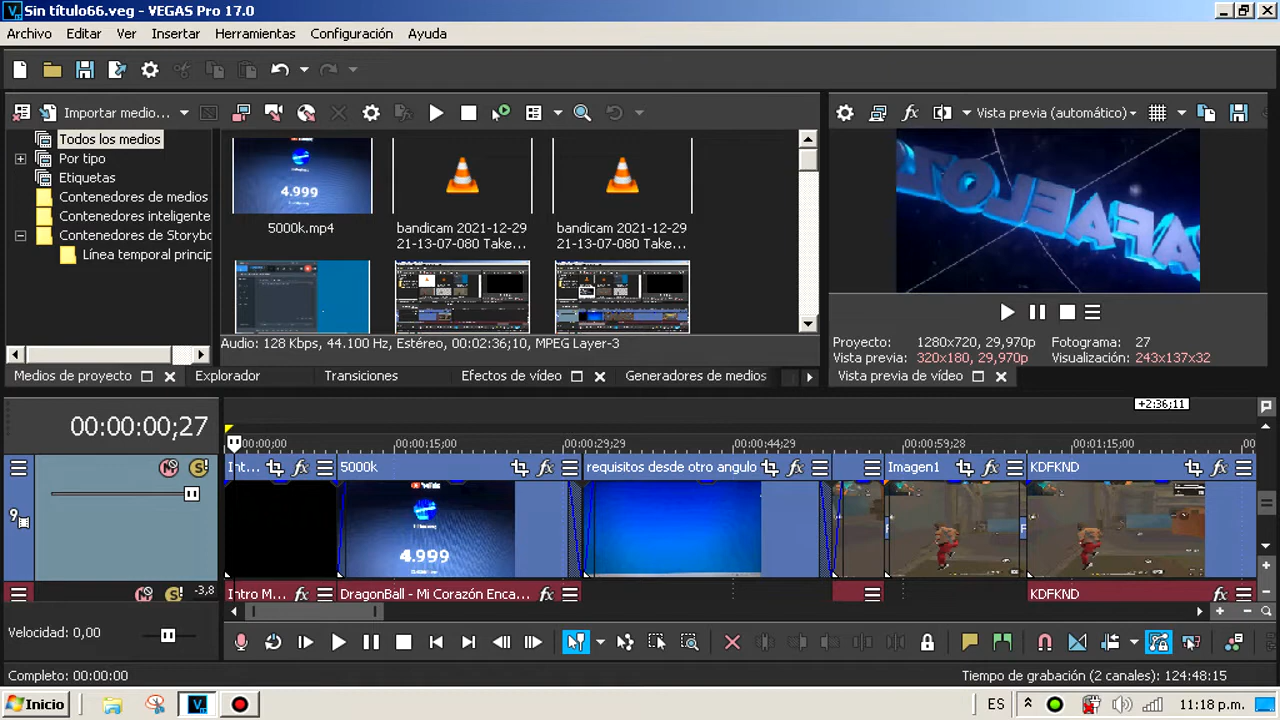 Sin título66.veg - VEGAS Pro 17.0
Archivo Editar Ver Insertar Herramientas Configuración Ayuda
Importar medio...
Vista previa (automático)
Todos los medios
Por tipo
Etiquetas
Contenedores de medios
Contenedores inteligente
Contenedores de Storybo
Línea temporal princip
4.999
5000k.mp4
bandicam 2021-12-29
21-13-07-080 Take...
bandicam 2021-12-29
21-13-07-080 Take...
Audio: 128 Kbps, 44.100 Hz, Estéreo, 00:02:36;10, MPEG Layer-3
Proyecto: 1280x720, 29,970p
Fotograma: 27
Vista previa: 320x180, 29,970p
Visualización: 243x137x32
Medios de proyecto
Explorador
Transiciones
Efectos de vídeo
Generadores de medios
Vista previa de vídeo
+2:36;11
00:00:00;27
00:00:00
00:00:15;00
00:00:29;29
00:00:44;29
00:00:59;28
00:01:15;00
00
Int...
5000k
requisitos desde otro angulo
Imagen1
KDFKND
9
4.999
-3,8
Intro M...
DragonBall - Mi Corazón Enca...
KDFKND
Velocidad: 0,00
Completo: 00:00:00
Tiempo de grabación (2 canales): 124:48:15
Inicio
ES
11:18 p.m.